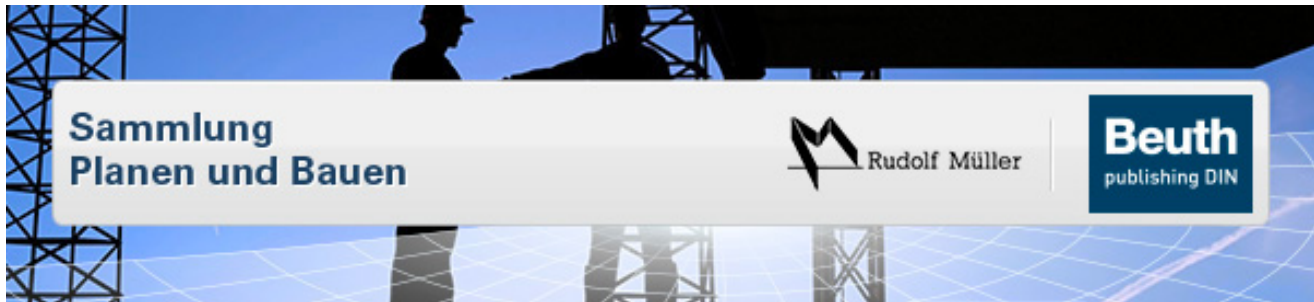 Sammlung
Planen und Bauen
Rudolf Müller
Beuth
publishing DIN